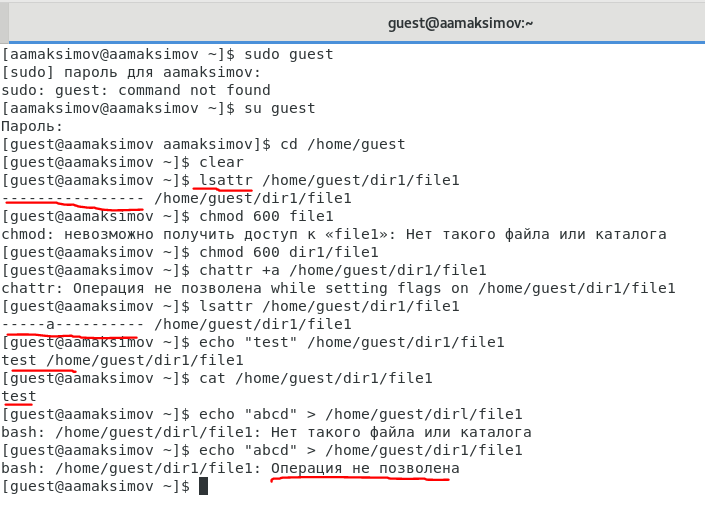 guest@aamaksimov:~
[aamaksimov@aamaksimov ~]$ sudo guest
[sudo] пароль для aamaksimov:
sudo: guest: command not found
[aamaksimov@aamaksimov ~]$ su guest
Пароль:
[guest@aamaksimov aamaksimov]$ cd /home/guest
[guest@aamaksimov ~]$ clear
[guest@aamaksimov ~]$ lsattr /home/guest/dir1/file1
---------------- /home/guest/dir1/file1
[guest@aamaksimov ~]$ chmod 600 file1
chmod: невозможно получить доступ к «file1»: Нет такого файла или каталога
[guest@aamaksimov ~]$ chmod 600 dir1/file1
[guest@aamaksimov ~]$ chattr +a /home/guest/dir1/file1
chattr: Операция не позволена while setting flags on /home/guest/dir1/file1
[guest@aamaksimov ~]$ lsattr /home/guest/dir1/file1
-----a---------- /home/guest/dir1/file1
[guest@aamaksimov ~]$ echo "test" /home/guest/dir1/file1
test /home/guest/dir1/file1
[guest@aamaksimov ~]$ cat /home/guest/dir1/file1
test
[guest@aamaksimov ~]$ echo "abcd" > /home/guest/dirl/file1
bash: /home/guest/dirl/file1: Нет такого файла или каталога
[guest@aamaksimov ~]$ echo "abcd" > /home/guest/dir1/file1
bash: /home/guest/dir1/file1: Операция не позволена
[guest@aamaksimov ~]$